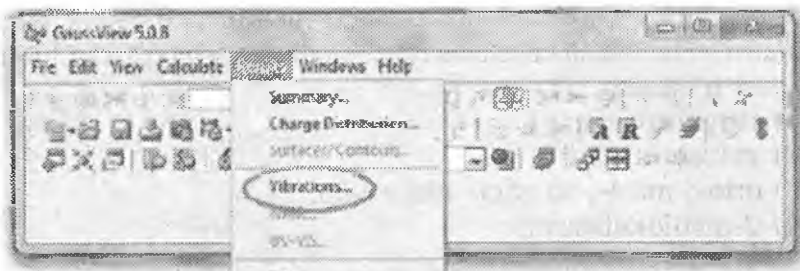 GaussView 5.0.8
File Edit View Calculate Windows Help
Summary...
Charge Distribution...
Surfaces/Contours...
Vibrations...
UV-VIS...